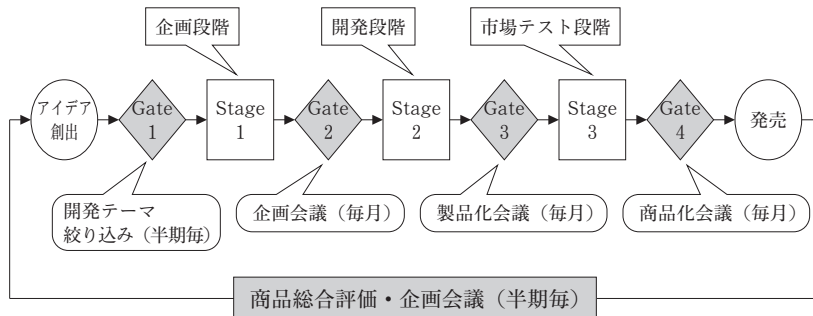 企画段階
開発段階
市場テスト段階
アイデア
創出
Gate
1
Stage
1
Gate
2
Stage
2
Gate
3
Stage
3
Gate
4
発売
開発テーマ
絞り込み（半期毎）
企画会議（毎月）
製品化会議（毎月）
商品化会議（毎月）
商品総合評価・企画会議（半期毎）